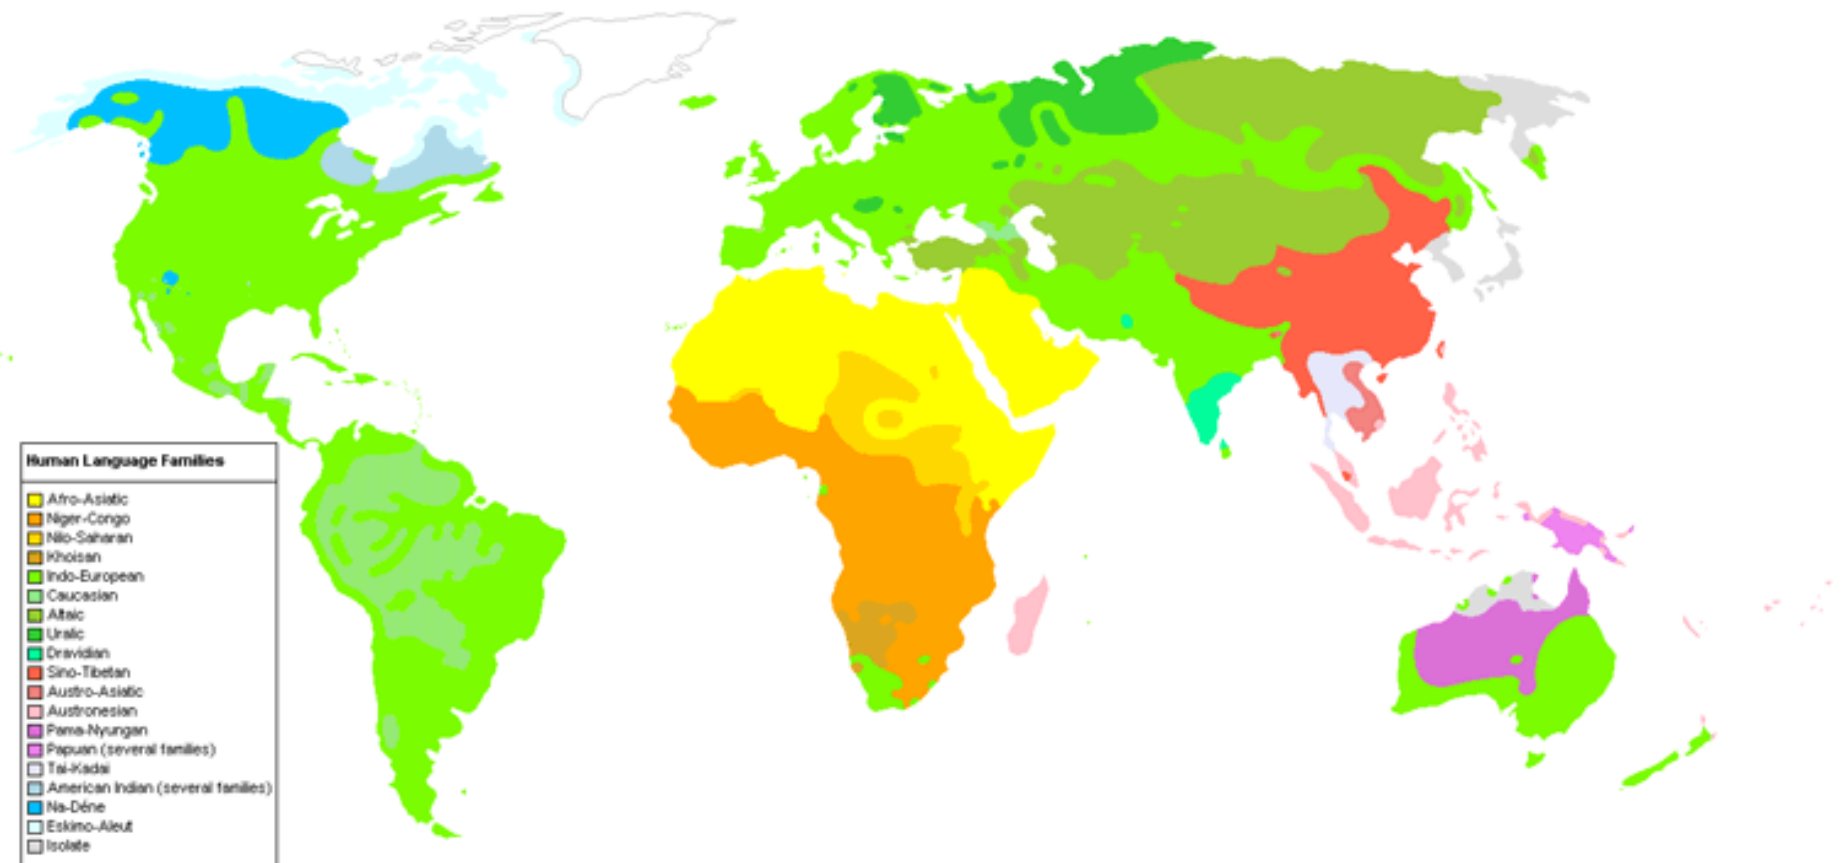 Human Language Families
Afro-Asiatic
Niger-Congo
Nilo-Saharan
Khoisan
Indo-European
Caucasian
Altaic
Uralic
Dravidian
Sino-Tibetan
Austro-Asiatic
Austronesian
Pama-Nyungan
Papuan (several families)
Tai-Kadai
American Indian (several families)
Na-Déne
Eskimo-Aleut
Isolate